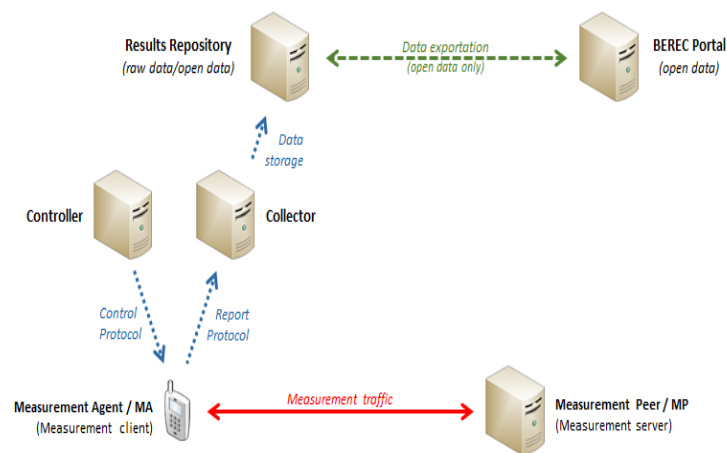 Results Repository
(raw data/open data)
Data exportation
(open data only)
BEREC Portal
(open data)
Data
storage
Controller
Collector
Control
Protocol
Report
Protocol
Measurement Agent / MA
(Measurement client)
Measurement traffic
Measurement Peer / MP
(Measurement server)